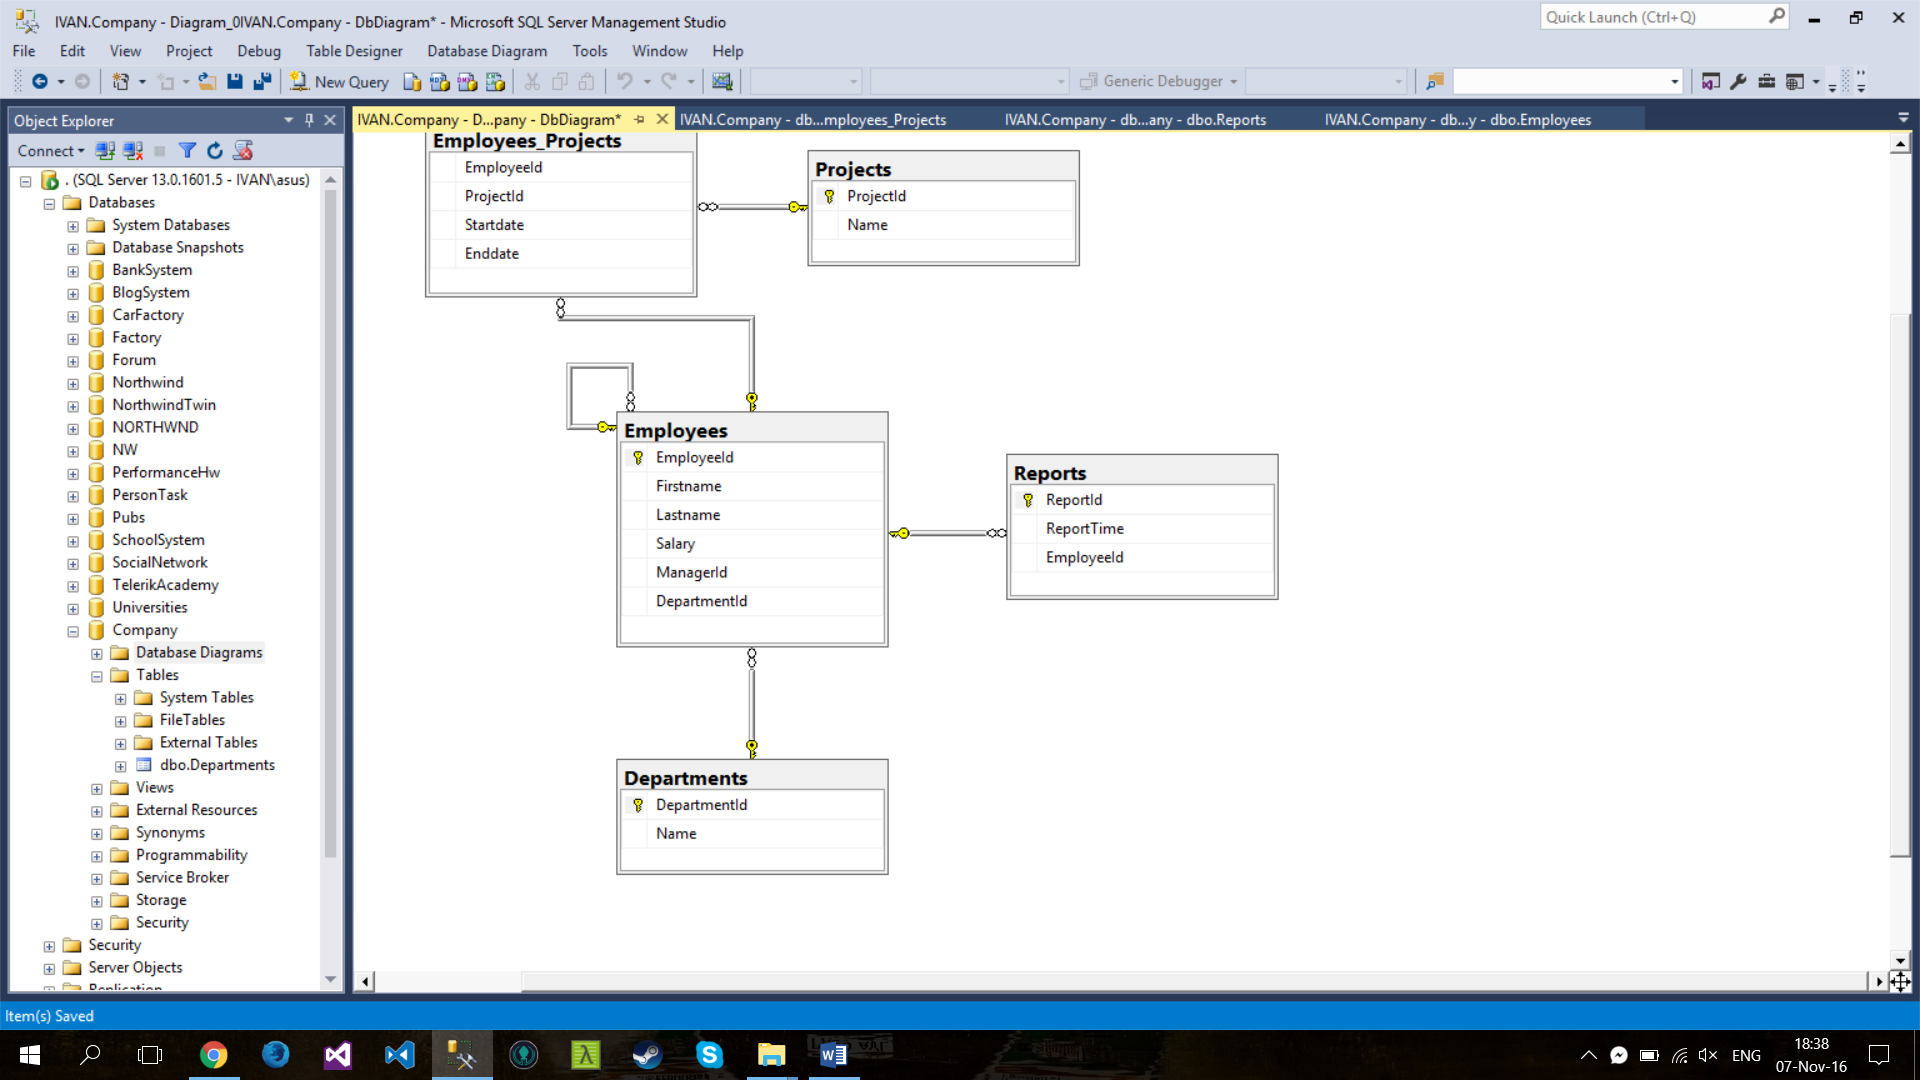 IVAN.Company - Diagram_0IVAN.Company - DbDiagram* - Microsoft SQL Server Management Studio
Quick Launch (Ctrl+Q)
File Edit View Project Debug Table Designer Database Diagram Tools Window Help
New Query
Generic Debugger
Object Explorer
Connect
. (SQL Server 13.0.1601.5 - IVAN\asus)
Databases
System Databases
Database Snapshots
BankSystem
BlogSystem
CarFactory
Factory
Forum
Northwind
NorthwindTwin
NORTHWND
NW
PerformanceHw
PersonTask
Pubs
SchoolSystem
SocialNetwork
TelerikAcademy
Universities
Company
Database Diagrams
Tables
System Tables
FileTables
External Tables
dbo.Departments
Views
External Resources
Synonyms
Programmability
Service Broker
Storage
Security
Security
Server Objects
Replication
IVAN.Company - D...pany - DbDiagram*
IVAN.Company - db...mployees_Projects
IVAN.Company - db...any - dbo.Reports
IVAN.Company - db...y - dbo.Employees
Employees_Projects
EmployeeId
ProjectId
Startdate
Enddate
Projects
ProjectId
Name
Employees
EmployeeId
Firstname
Lastname
Salary
ManagerId
DepartmentId
Reports
ReportId
ReportTime
EmployeeId
Departments
DepartmentId
Name
Item(s) Saved
ENG
18:38
07-Nov-16